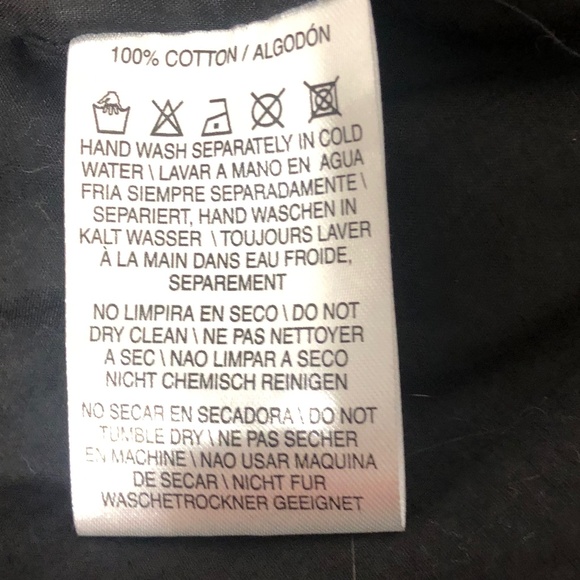 100% COTTON / ALGODÓN
HAND WASH SEPARATELY IN COLD
WATER \ LAVAR A MANO EN AGUA
FRIA SIEMPRE SEPARADAMENTE \
SEPARIERT, HAND WASCHEN IN
KALT WASSER \ TOUJOURS LAVER
À LA MAIN DANS EAU FROIDE,
SEPAREMENT
NO LIMPIRA EN SECO \ DO NOT
DRY CLEAN \ NE PAS NETTOYER
A SEC \ NAO LIMPAR A SECO
NICHT CHEMISCH REINIGEN
NO SECAR EN SECADORA \ DO NOT
TUMBLE DRY \ NE PAS SECHER
EN MACHINE \ NAO USAR MAQUINA
DE SECAR \ NICHT FUR
WASCHETROCKNER GEEIGNET